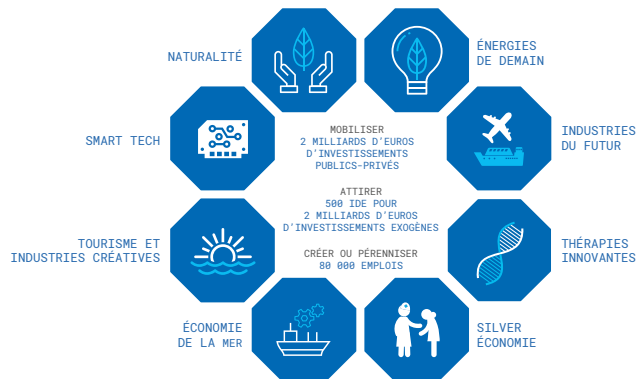 NATURALITÉ
ÉNERGIES
DE DEMAIN
SMART TECH
INDUSTRIES
DU FUTUR
MOBILISER
2 MILLIARDS D'EUROS
D'INVESTISSEMENTS
PUBLICS-PRIVÉS
ATTIRER
500 IDE POUR
2 MILLIARDS D'EUROS
D'INVESTISSEMENTS EXOGÈNES
CRÉER OU PÉRENNISER
80 000 EMPLOIS
TOURISME ET
INDUSTRIES CRÉATIVES
THÉRAPIES
INNOVANTES
ÉCONOMIE
DE LA MER
SILVER
ÉCONOMIE